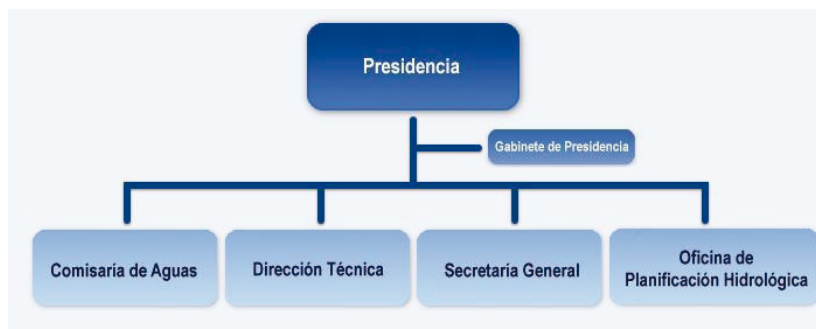 Presidencia
Gabinete de Presidencia
Comisaría de Aguas
Dirección Técnica
Secretaría General
Oficina de
Planificación Hidrológica